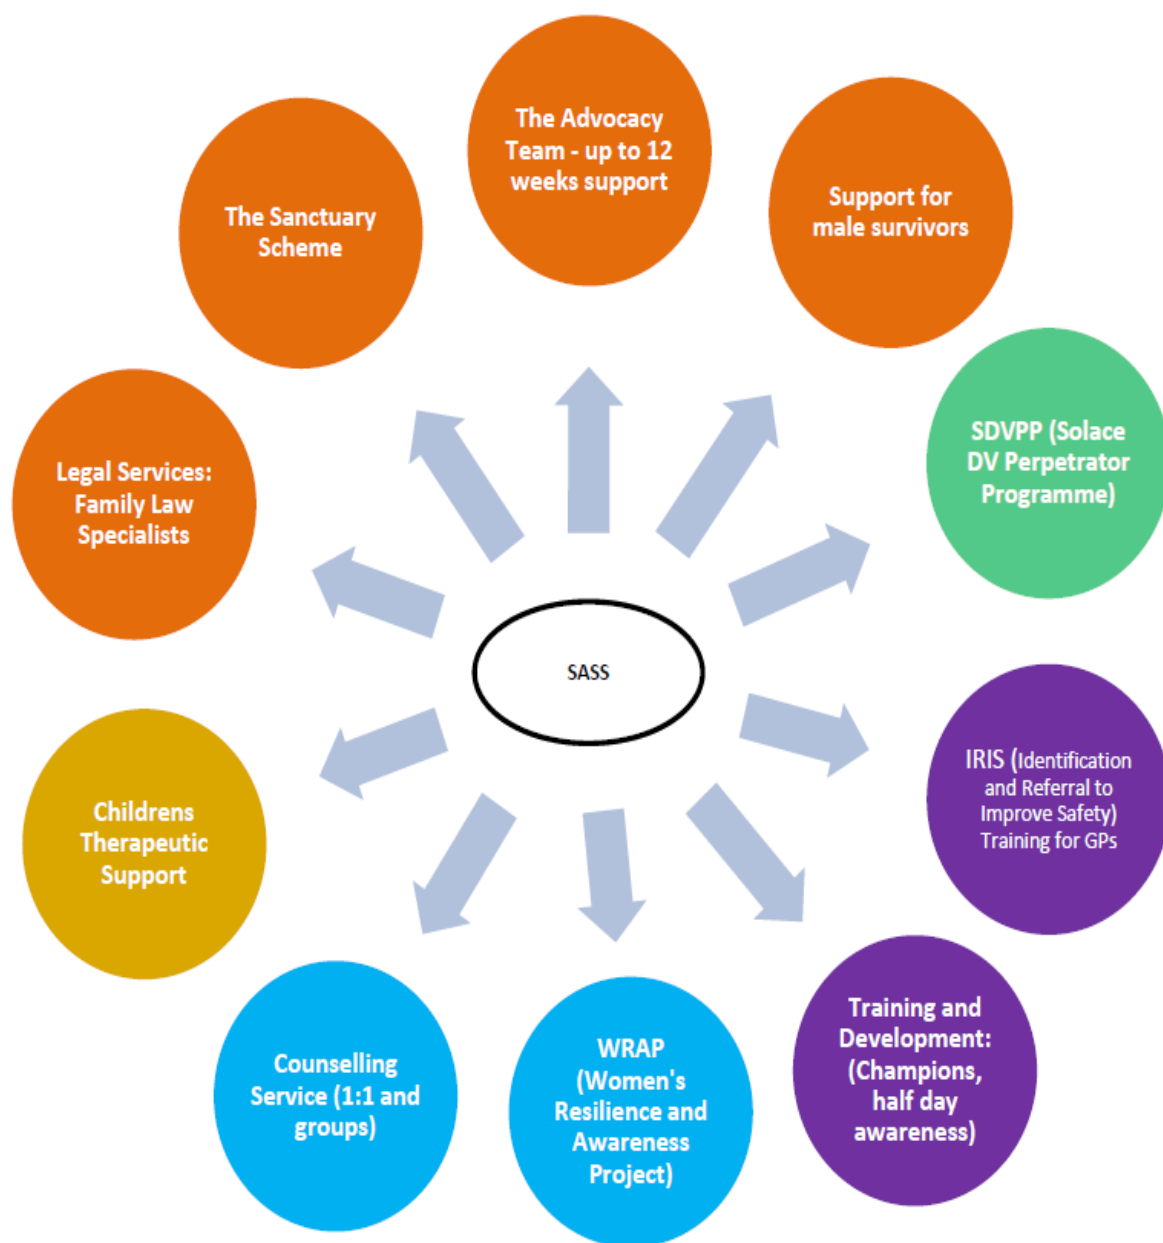 The Advocacy
Team - up to 12
weeks support
Support for
male survivors
The Sanctuary
Scheme
SDVPP (Solace
DV Perpetrator
Programme)
Legal Services:
Family Law
Specialists
SASS
IRIS (Identification
and Referral to
Improve Safety)
Training for GPs
Childrens
Therapeutic
Support
Training and
Development:
(Champions,
half day
awareness)
WRAP
(Women's
Resilience and
Awareness
Project)
Counselling
Service (1:1 and
groups)